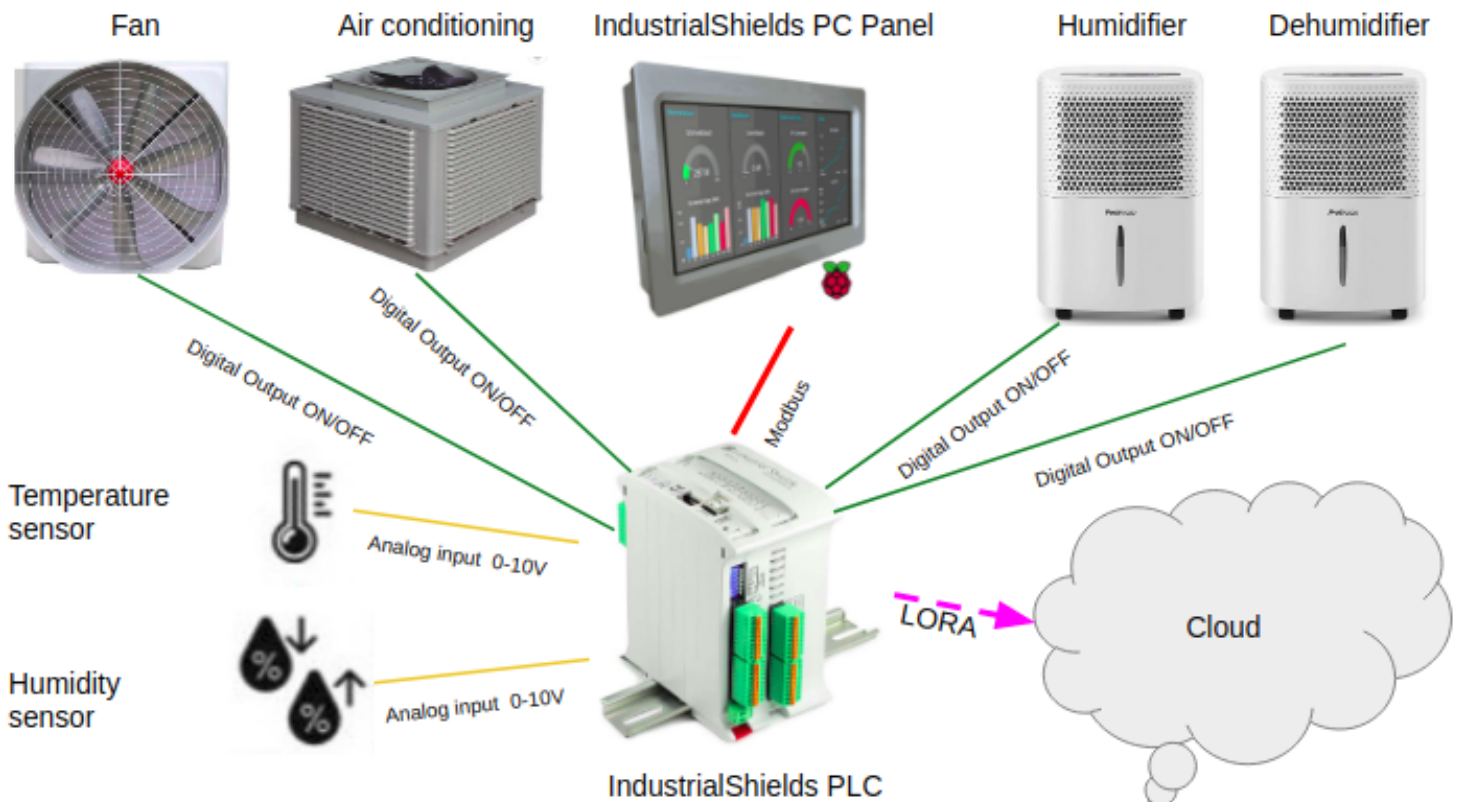 Fan
Air conditioning
IndustrialShields PC Panel
Humidifier
Dehumidifier
Digital Output ON/OFF
Digital Output ON/OFF
Modbus
Digital Output ON/OFF
Digital Output ON/OFF
Temperature
sensor
Analog input 0-10V
LORA
Cloud
Humidity
sensor
%
%
Analog input 0-10V
IndustrialShields PLC